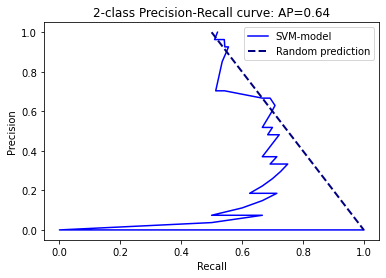 2-class Precision-Recall curve: AP=0.64
SVM-model
Random prediction
Precision
1.0
0.8
0.6
0.4
0.2
0.0
0.0 0.2 0.4 0.6 0.8 1.0
Recall